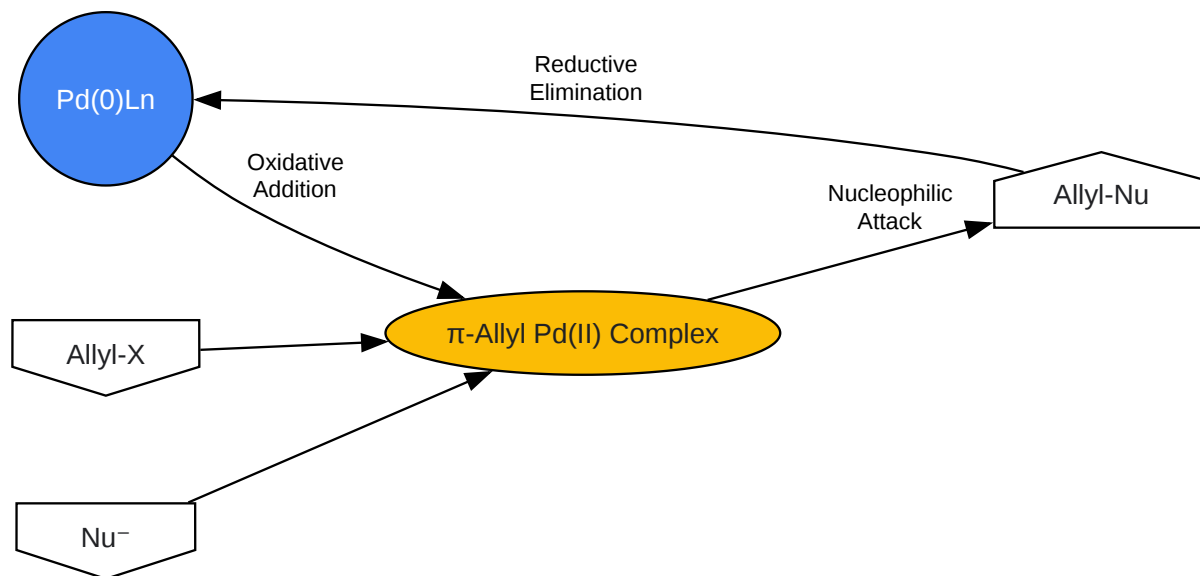 Reductive
Elimination
Pd(0)Ln
Oxidative
Addition
Nucleophilic
Attack
Allyl-Nu
π-Allyl Pd(II) Complex
Allyl-X
Nu⁻